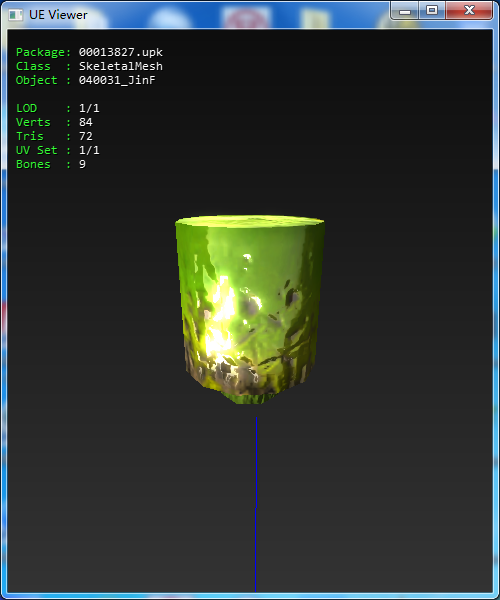 UE Viewer
Package: 00013827.upk
Class  : SkeletalMesh
Object : 040031_JinF
LOD    : 1/1
Verts  : 84
Tris   : 72
UV Set : 1/1
Bones  : 9